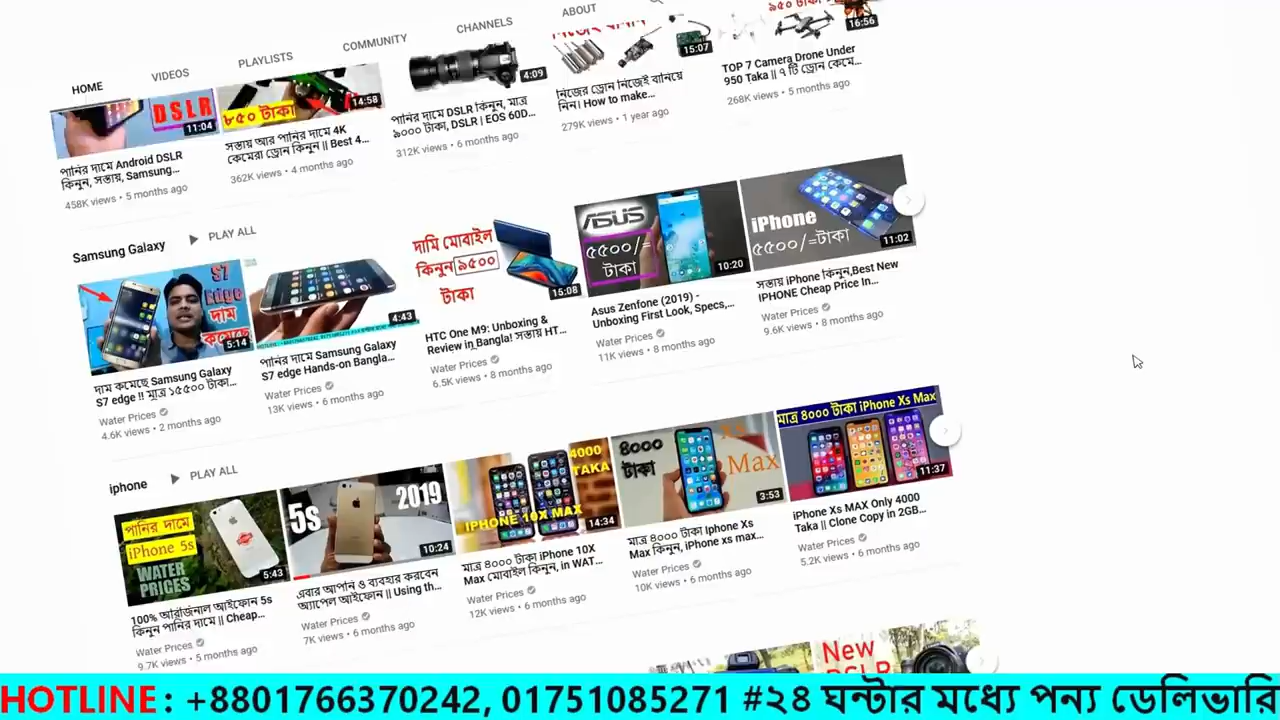 HOME
VIDEOS
PLAYLISTS
COMMUNITY
CHANNELS
ABOUT
DSLR
11:04
৮৫০ টাকা
14:58
4:09
15:07
৯৫০ টাকা
16:56
পানির দামে Android DSLR
কিনুন, সস্তায়, Samsung...
458K views • 5 months ago
সস্তায় আর পানির দামে 4K
কেমেরা ড্রোন কিনুন || Best 4...
362K views • 4 months ago
পানির দামে DSLR কিনুন, মাত্র
৯০০০ টাকা, DSLR | EOS 60D...
312K views • 6 months ago
নিজের ড্রোন নিজেই বানিয়ে
নিন। How to make...
279K views • 1 year ago
TOP 7 Camera Drone Under
950 Taka || ৭ টি ড্রোন কেমে...
268K views • 5 months ago
Samsung Galaxy
PLAY ALL
S7
Edge
দাম
5:14
4:43
দামি মোবাইল
কিনুন ৯৫০০
টাকা
15:08
ASUS
৫৫০০/=
টাকা
10:20
iPhone
৫৫০০/=টাকা
11:02
দাম কমেছে Samsung Galaxy
S7 edge !! মাত্র ১৫৫০০ টাকা...
Water Prices
4.6K views • 2 months ago
পানির দামে Samsung Galaxy
S7 edge Hands-on Bangla...
Water Prices
13K views • 6 months ago
HTC One M9: Unboxing &
Review in Bangla! সস্তায় HT...
Water Prices
6.5K views • 8 months ago
Asus Zenfone (2019) -
Unboxing First Look, Specs,...
Water Prices
11K views • 8 months ago
সস্তায় iPhone কিনুন,Best New
IPHONE Cheap Price In...
Water Prices
9.6K views • 8 months ago
iphone
PLAY ALL
পানির দামে
iPhone 5s
WATER
PRICES
5:43
5s
2019
10:24
4000
TAKA
IPHONE 10X MAX
14:34
8০০০
টাকা
Xs
Max
3:53
মাত্র 8০০০ টাকা iPhone Xs Max
11:37
100% অরিজিনাল আইফোন 5s
কিনুন পানির দামে || Cheap...
Water Prices
9.7K views • 5 months ago
এবার আপনি ও ব্যবহার করবেন
অ্যাপেল আইফোন || Using th...
Water Prices
7K views • 6 months ago
মাত্র ৪০০০ টাকা iPhone 10X
Max মোবাইল কিনুন, in WAT...
Water Prices
12K views • 6 months ago
মাত্র ৪০০০ টাকা Iphone Xs
Max কিনুন, iPhone xs max...
Water Prices
10K views • 6 months ago
iPhone Xs MAX Only 4000
Taka || Clone Copy in 2GB...
Water Prices
5.2K views • 6 months ago
New
DSLR
HOTLINE : +8801766370242, 01751085271 #২৪ ঘন্টার মধ্যে পন্য ডেলিভারি